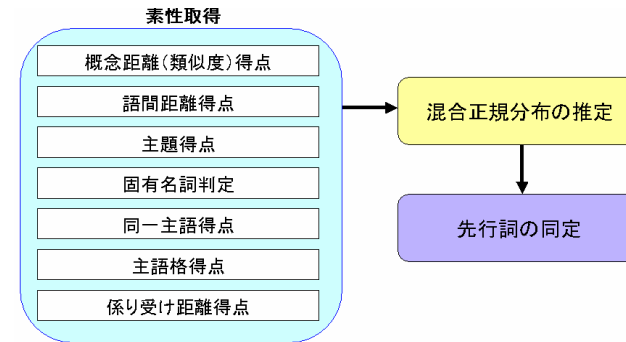 素性取得
概念距離(類似度)得点
語間距離得点
主題得点
固有名詞判定
同一主語得点
主語格得点
係り受け距離得点
混合正規分布の推定
先行詞の同定